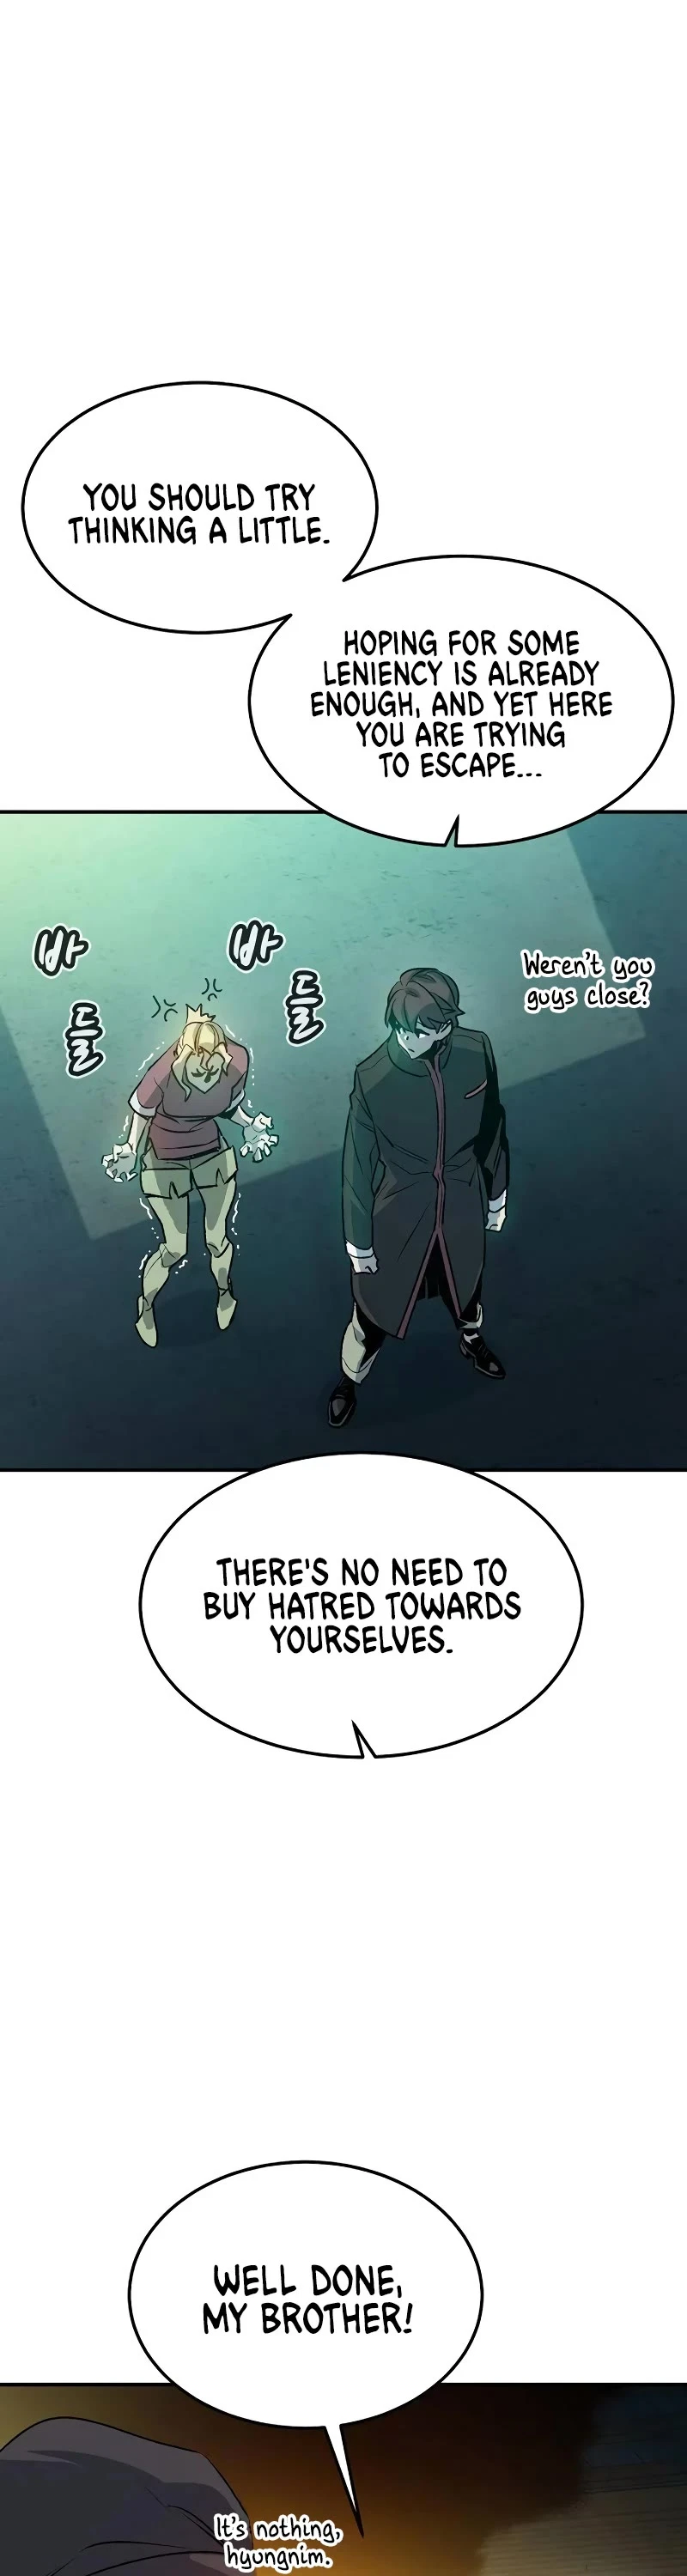 YOU SHOULD TRY
THINKING A LITTLE.
HOPING FOR SOME
LENIENCY IS ALREADY
ENOUGH, AND YET HERE
YOU ARE TRYING
TO ESCAPE...
바
들
바
들
Weren't you
guys close?
THERE'S NO NEED TO
BUY HATRED TOWARDS
YOURSELVES.
WELL DONE,
MY BROTHER!
It's nothing,
hyungnim.